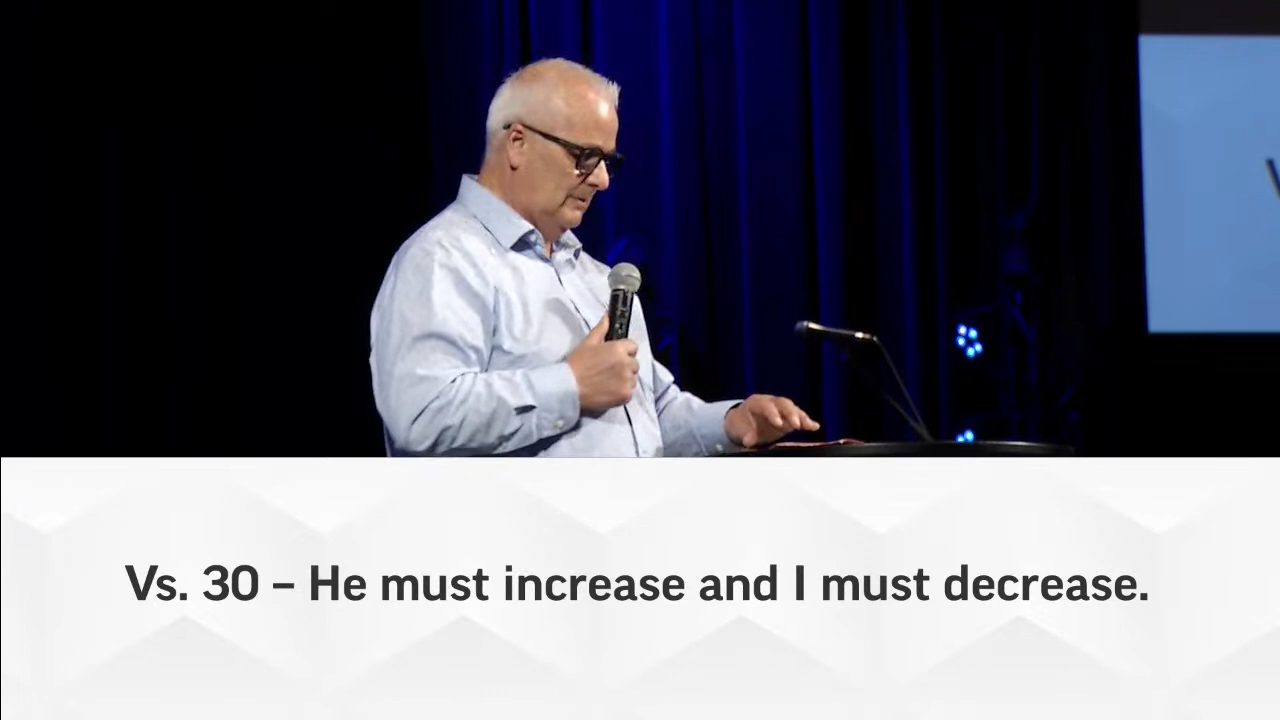 Vs. 30 – He must increase and I must decrease.